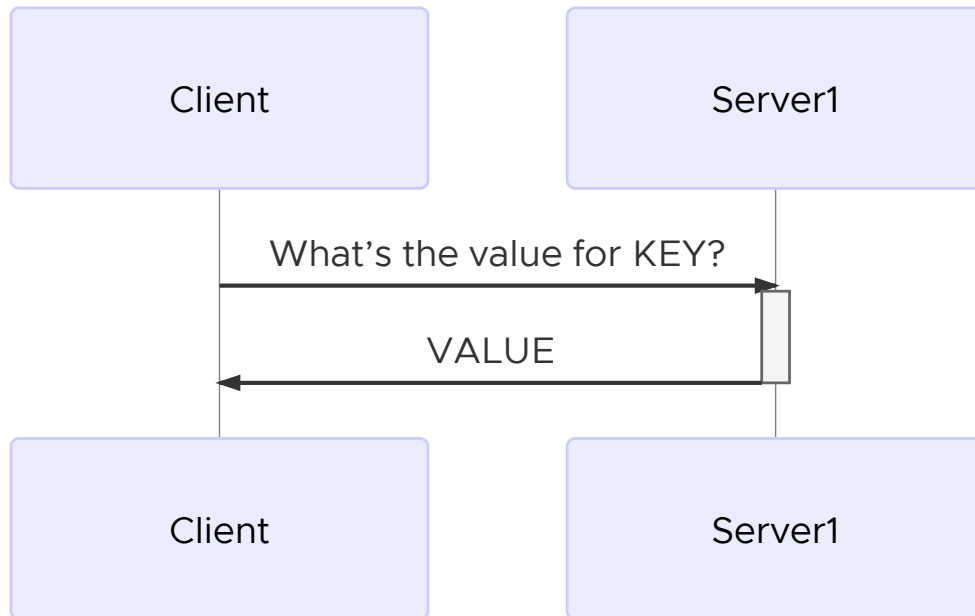 Client
Server1
What’s the value for KEY?
VALUE
Client
Server1